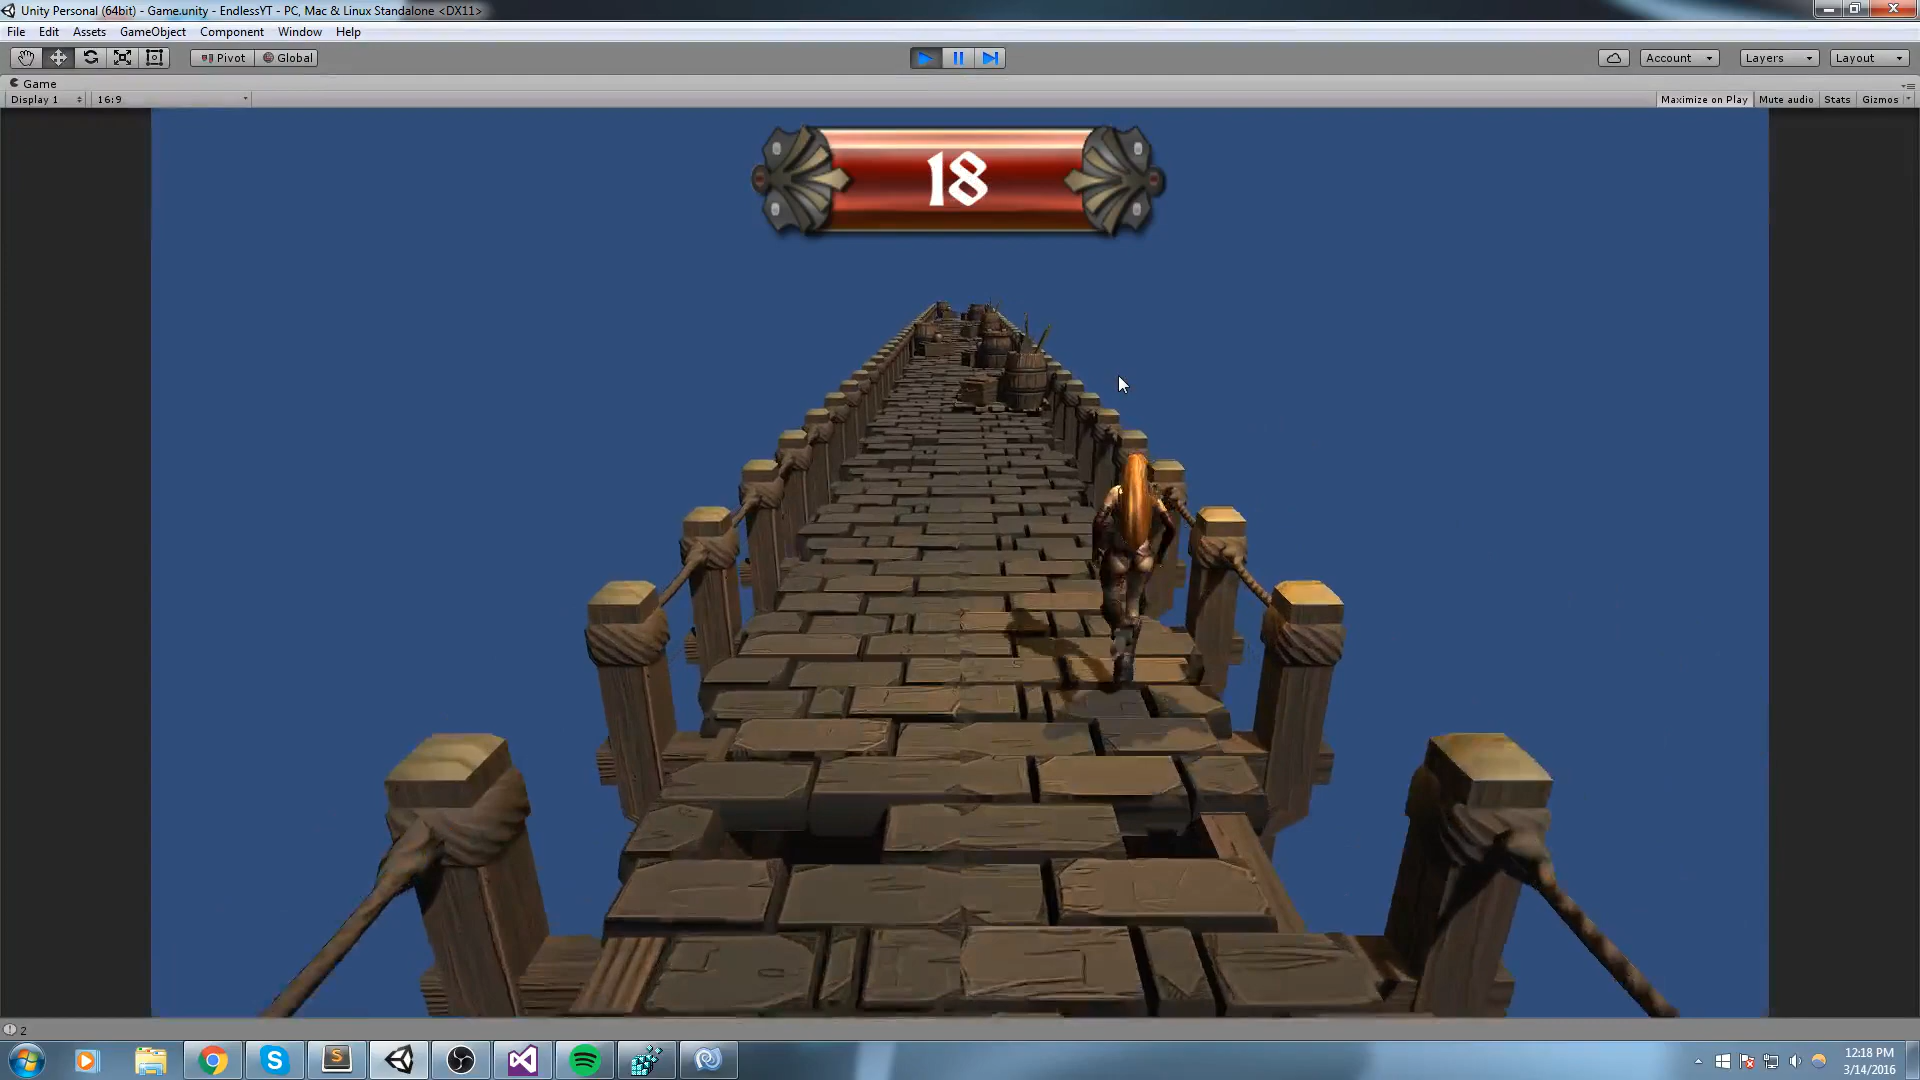 Unity Personal (64bit) - Game.unity - EndlessYT - PC, Mac & Linux Standalone <DX11>
File Edit Assets GameObject Component Window Help
Pivot Global Account Layers Layout
Game
Display 1 16:9 Maximize on Play Mute audio Stats Gizmos
18
2
12:18 PM
3/14/2016